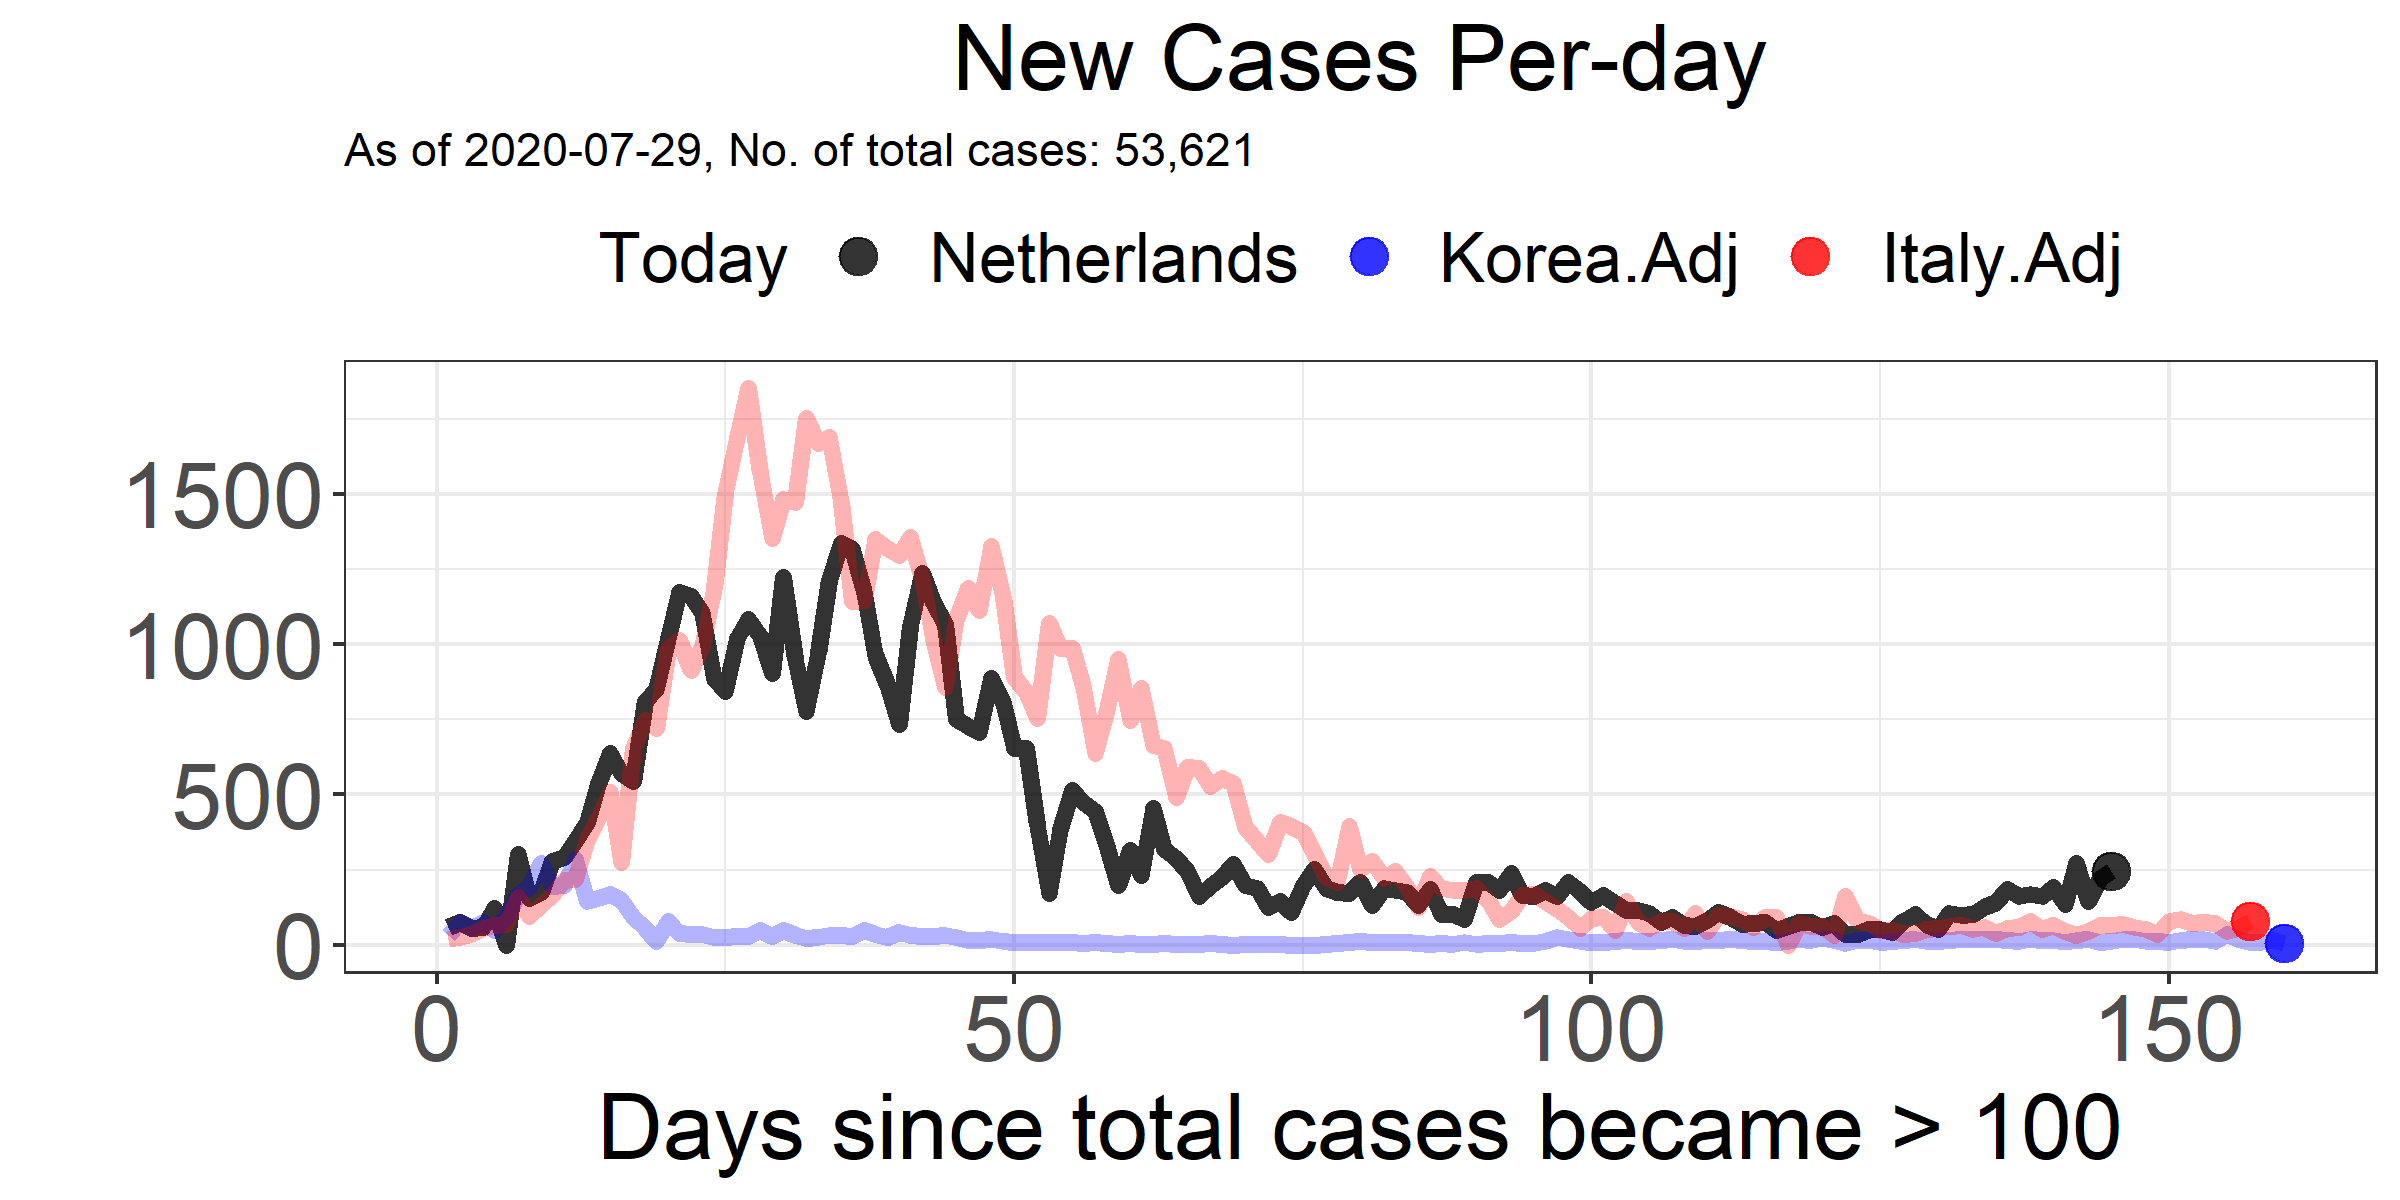 New Cases Per-day
As of 2020-07-29, No. of total cases: 53,621
Today Netherlands Korea.Adj Italy.Adj
1500
1000
500
0
0 50 100 150
Days since total cases became > 100